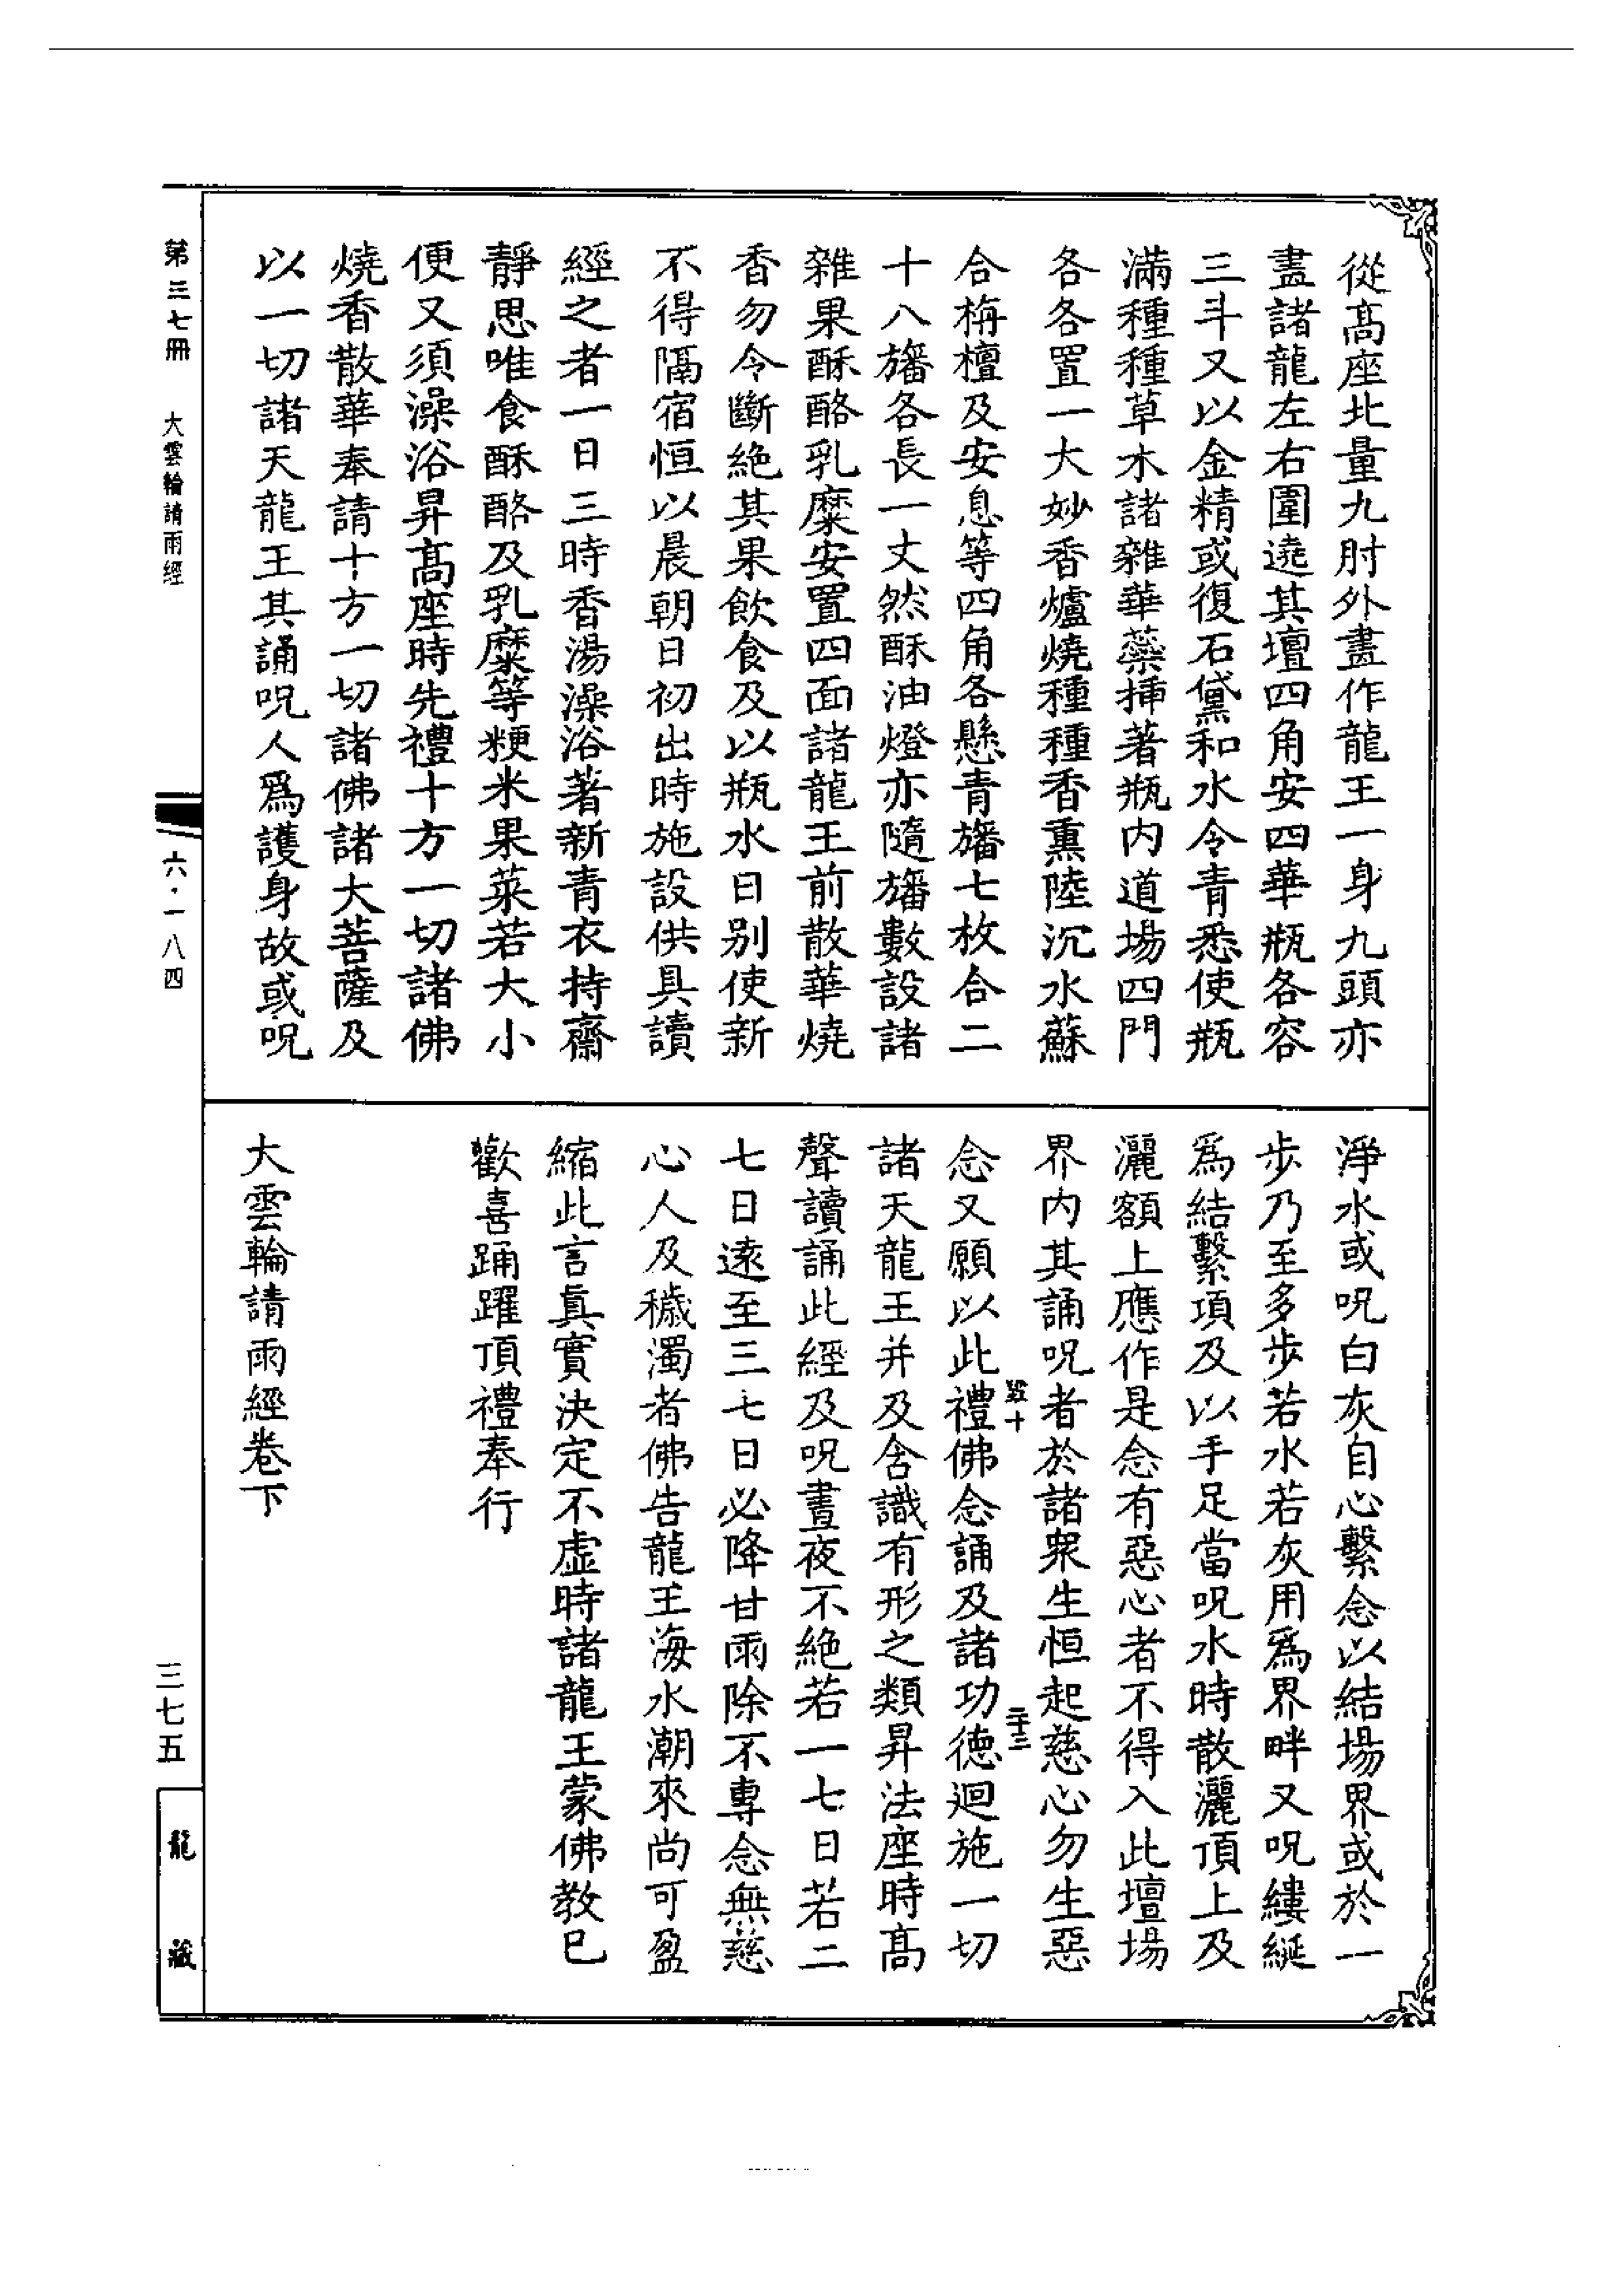 從高座北量九肘外畫作龍王一身九頭亦
畫諸龍左右圍遶其壇四角安四華瓶各容
三斗又以金精或復石黛和水令青悉使瓶
滿種種草木諸雜華蘂揷著瓶内道場四門
各各置一大妙香爐燒種種香熏陸沉水蘇
合栴檀及安息等四角各懸青旛七枚合二
十八旛各長一丈然酥油燈亦隨旛數設諸
雜果酥酪乳糜安置四面諸龍王前散華燒
香勿令斷絶其果飲食及以瓶水日别使新
不得隔宿恒以晨朝日初出時施設供具讀
經之者一日三時香湯澡浴著新青衣持齋
靜思唯食酥酪及乳糜等粳米果菜若大小
便又須澡浴昇高座時先禮十方一切諸佛
燒香散華奉請十方一切諸佛諸大菩薩及
以一切諸天龍王其誦呪人爲護身故或呪
淨水或呪白灰自心繫念以結場界或於一
步乃至多步若水若灰用爲界畔又呪縷綖
爲結繫項及以手足當呪水時散灑頂上及
灑額上應作是念有惡心者不得入此壇場
界内其誦呪者於諸衆生恒起慈心勿生惡
十 二十三
念又願以此禮佛念誦及諸功德迴施一切
諸天龍王并及含識有形之類昇法座時高
聲讀誦此經及呪晝夜不絶若一七日若二
七日遠至三七日必降甘雨除不專念無慈
心人及穢濁者佛告龍王海水潮來尚可盈
縮此言眞實決定不虛時諸龍王蒙佛教已
歡喜踊躍頂禮奉行
大雲輪請雨經卷下
第三七冊 大雲輪請雨經
六·一八四
三七五
龍藏